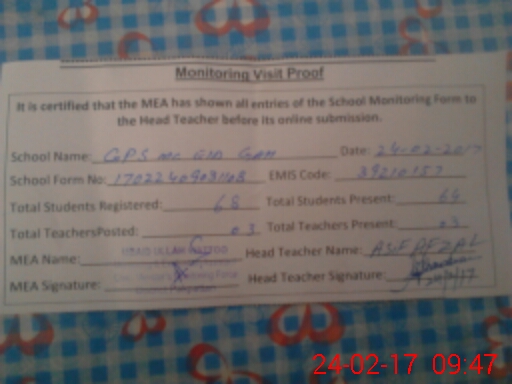 Monitoring Visit Proof
It is certified that the MEA has shown all entries of the School Monitoring Form to
the Head Teacher before its online submission.
School Name: GPS Date: 24-02-2017
School Form No: EMIS Code: 39210157
Total Students Registered: 68 Total Students Present: 64
Total TeachersPosted: 03 Total Teachers Present: 03
MEA Name: Head Teacher Name: ASIF AFZAL
MEA Signature: Head Teacher Signature:
24-02-17 09:47